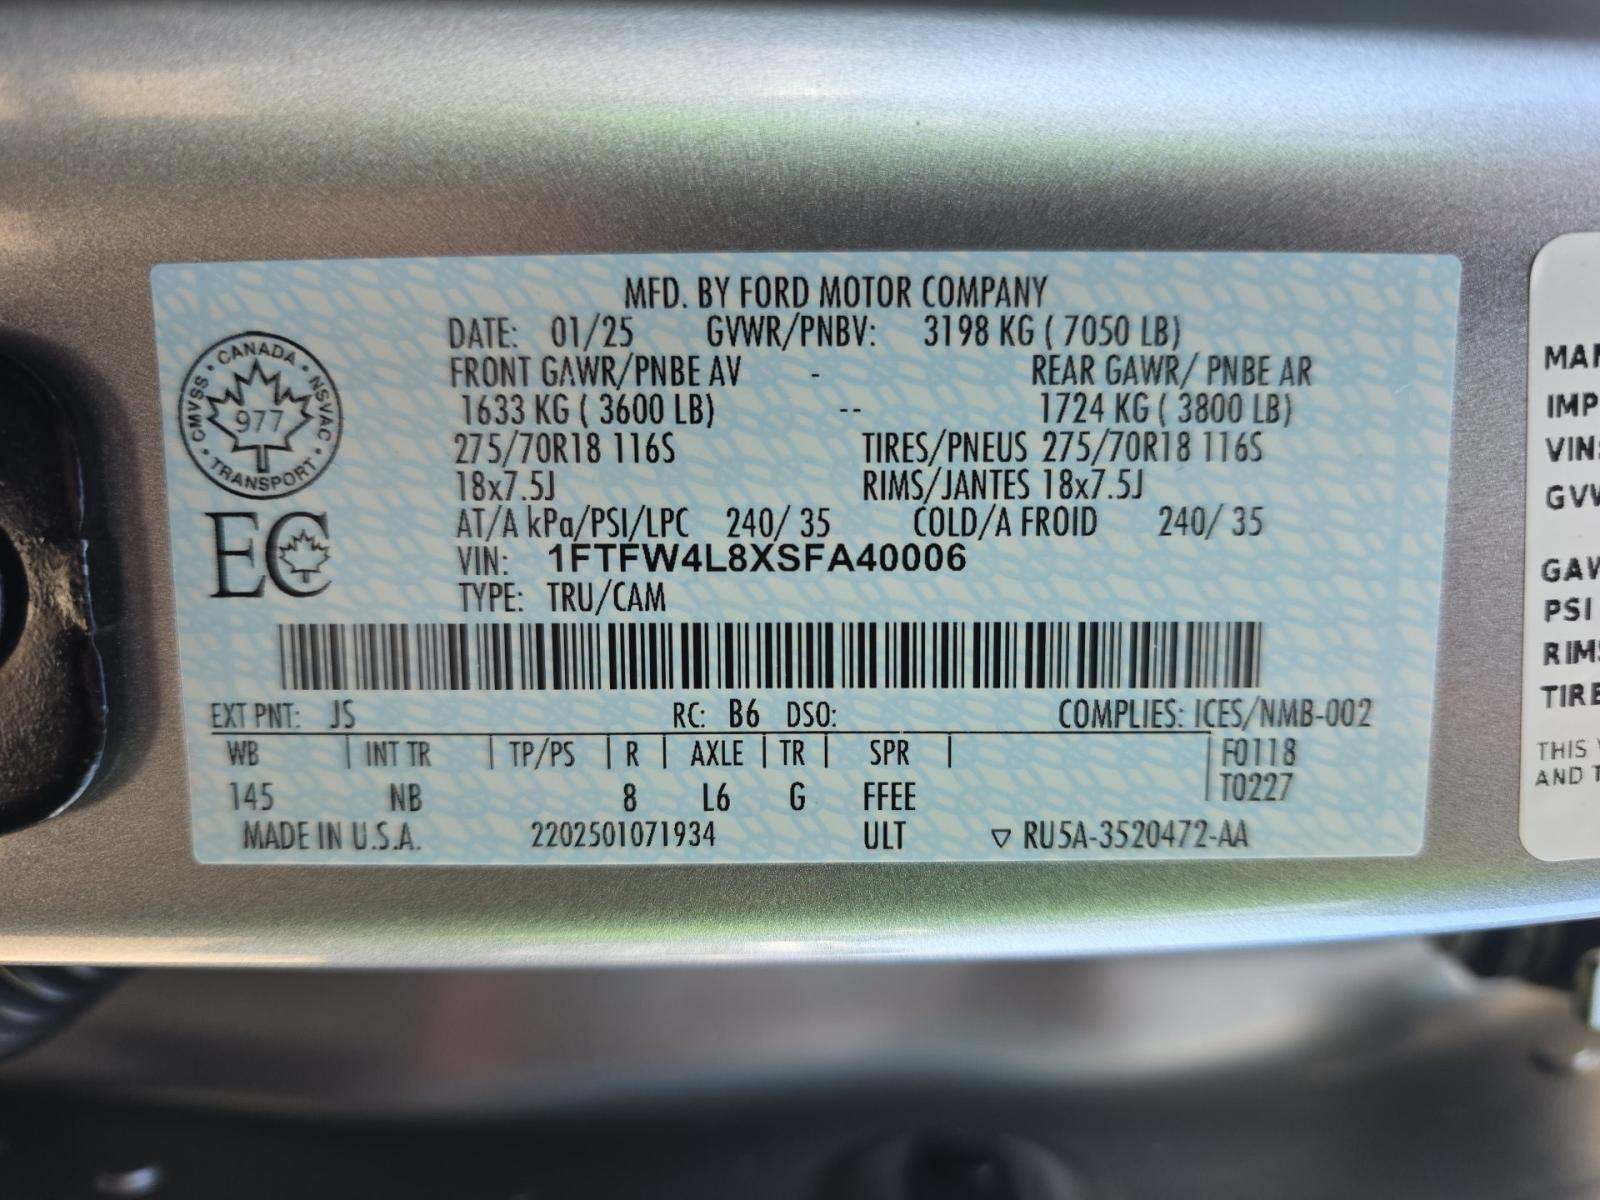 MFD. BY FORD MOTOR COMPANY
DATE: 01/25 GVWR/PNBV: 3198 KG ( 7050 LB)
FRONT GAWR/PNBE AV - REAR GAWR/ PNBE AR
1633 KG ( 3600 LB) -- 1724 KG ( 3800 LB)
275/70R18 116S TIRES/PNEUS 275/70R18 116S
18x7.5J RIMS/JANTES 18x7.5J
AT/A kPa/PSI/LPC 240/ 35 COLD/A FROID 240/ 35
VIN: 1FTFW4L8XSFA40006
TYPE: TRU/CAM
CANADA · NSVAC · TRANSPORT · CMVSS ·
977
EC
EXT PNT: JS RC: B6 DSO: COMPLIES: ICES/NMB-002
WB | INT TR | TP/PS | R | AXLE | TR | SPR | | F0118
145 NB 8 L6 G FFEE | T0227
MADE IN U.S.A. 2202501071934 ULT ▽ RU5A-3520472-AA
MAN
IMP
VIN:
GVW
GAW
PSI
RIMS
TIRE
THIS V
AND T